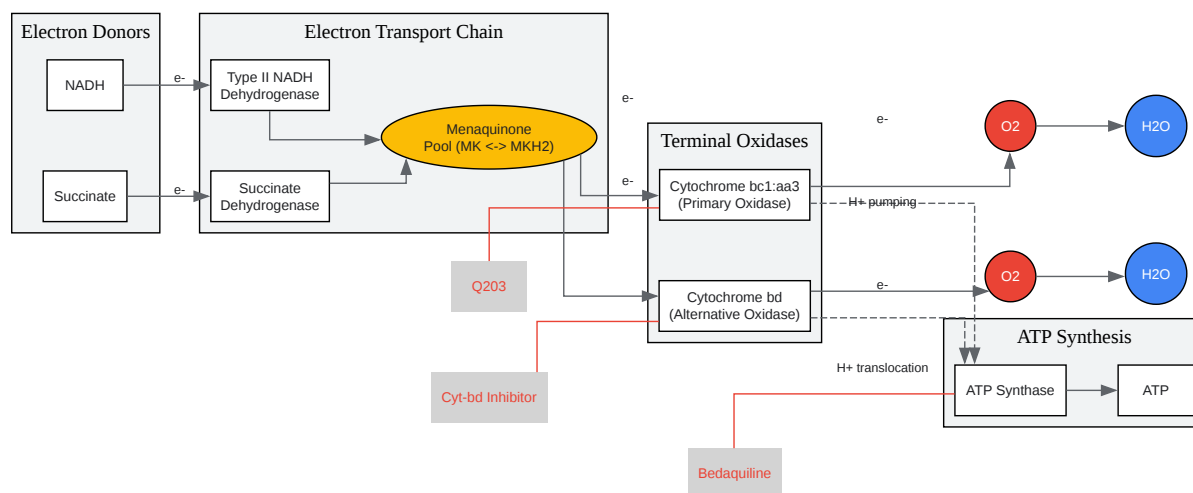 Electron Donors
Electron Transport Chain
NADH
e-
Type II NADH
Dehydrogenase
Menaquinone
Pool (MK <-> MKH2)
Succinate
e-
Succinate
Dehydrogenase
e-
e-
Terminal Oxidases
Cytochrome bc1:aa3
(Primary Oxidase)
e-
O2
H2O
H+ pumping
Q203
Cytochrome bd
(Alternative Oxidase)
e-
O2
H2O
Cyt-bd Inhibitor
H+ translocation
ATP Synthesis
ATP Synthase
ATP
Bedaquiline